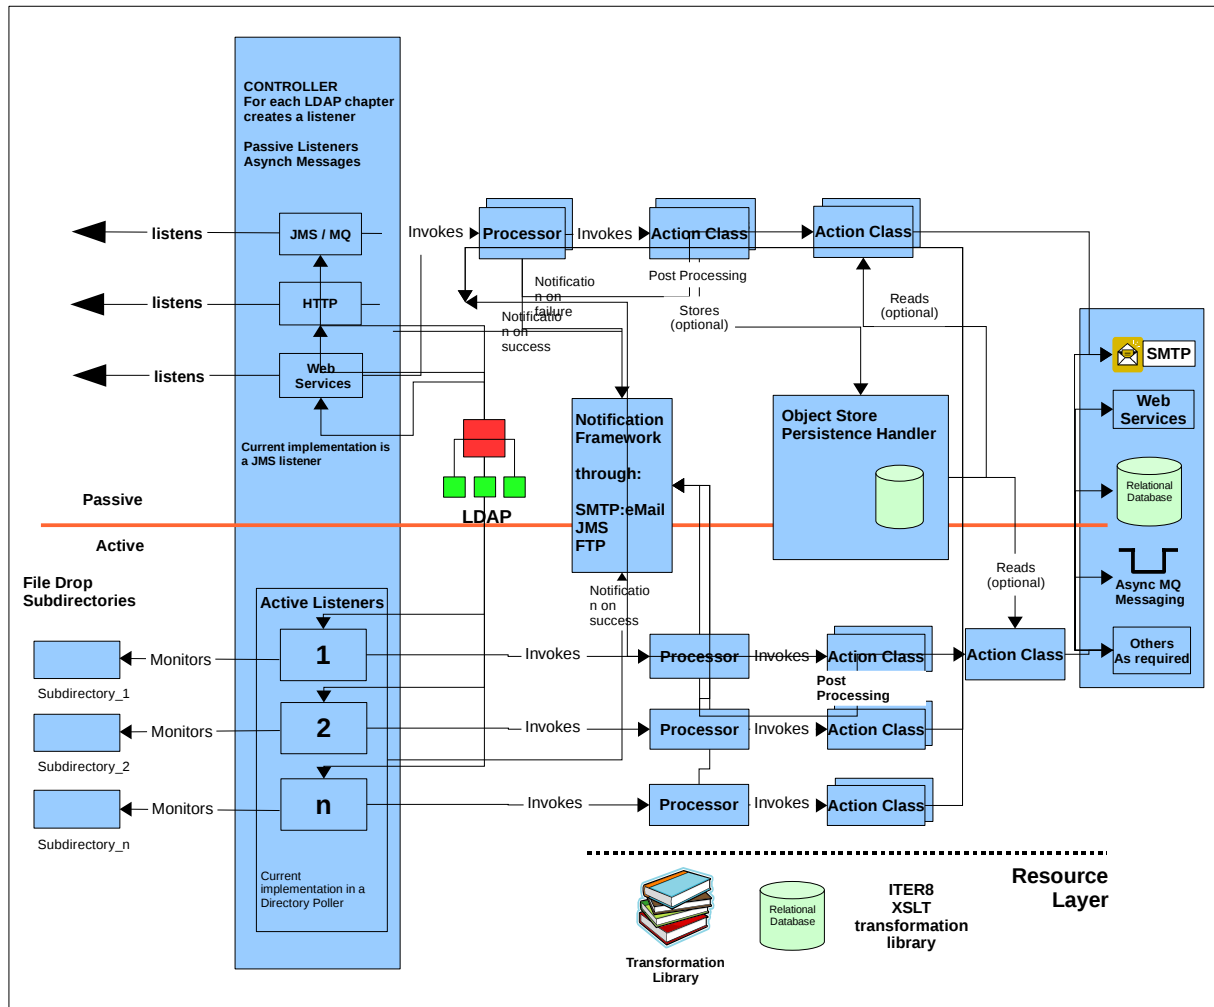 CONTROLLER
For each LDAP chapter
creates a listener
Passive Listeners
Asynch Messages
listens
JMS / MQ
Invokes
Processor
Invokes
Action Class
Action Class
Post Processing
Notificatio
n on
failure
listens
HTTP
Stores
(optional)
Reads
(optional)
Notificatio
n on
success
SMTP
listens
Web
Services
Web
Services
Current implementation is
a JMS listener
Notification
Framework
through:
SMTP:eMail
JMS
FTP
Object Store
Persistence Handler
Relational
Database
LDAP
Passive
Active
Async MQ
Messaging
Reads
(optional)
Notificatio
n on
success
File Drop
Subdirectories
Active Listeners
Monitors
1
Invokes
Processor
Invokes
Action Class
Action Class
Others
As required
Subdirectory_1
Post
Processing
Monitors
2
Invokes
Processor
Invokes
Action Class
Subdirectory_2
Monitors
n
Invokes
Processor
Invokes
Action Class
Subdirectory_n
Current
implementation in a
Directory Poller
Resource
Layer
Transformation
Library
Relational
Database
ITER8
XSLT
transformation
library